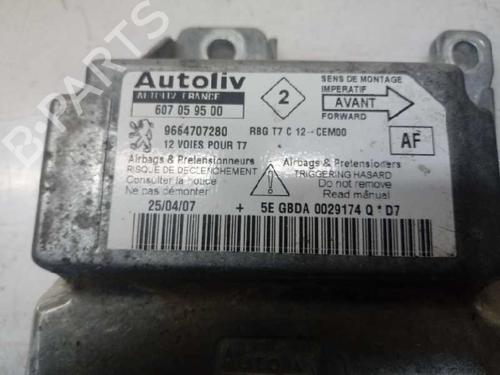 Autoliv
AUTOLIV FRANCE
607 05 95 00
2
SENS DE MONTAGE
IMPERATIF
AVANT
FORWARD
9664707280
RBG T7 C 12--CEM00
12 VOIES POUR T7
AF
Airbags & Pretensionneurs
RISQUE DE DECLENCHEMENT
Consulter la notice
Ne pas démonter
Airbags & Pretensioners
TRIGGERING HASARD
Do not remove
Read manual
25/04/07
+ 5E GBDA 0029174 Q * D7
B-PARTS